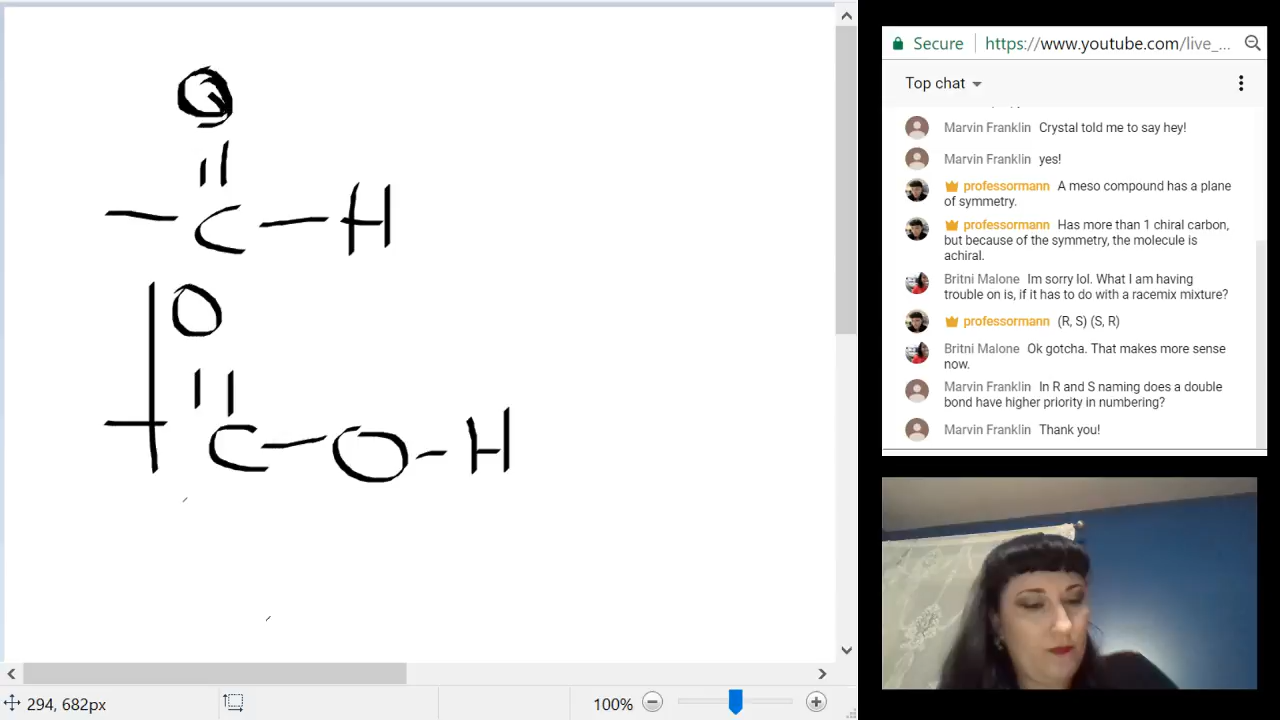 O
— C — H
O
C — O — H
Secure https://www.youtube.com/live_...
Top chat
Marvin Franklin Crystal told me to say hey!
Marvin Franklin yes!
professormann A meso compound has a plane
of symmetry.
professormann Has more than 1 chiral carbon,
but because of the symmetry, the molecule is
achiral.
Britni Malone Im sorry lol. What I am having
trouble on is, if it has to do with a racemix mixture?
professormann (R, S) (S, R)
Britni Malone Ok gotcha. That makes more sense
now.
Marvin Franklin In R and S naming does a double
bond have higher priority in numbering?
Marvin Franklin Thank you!
294, 682px
100%